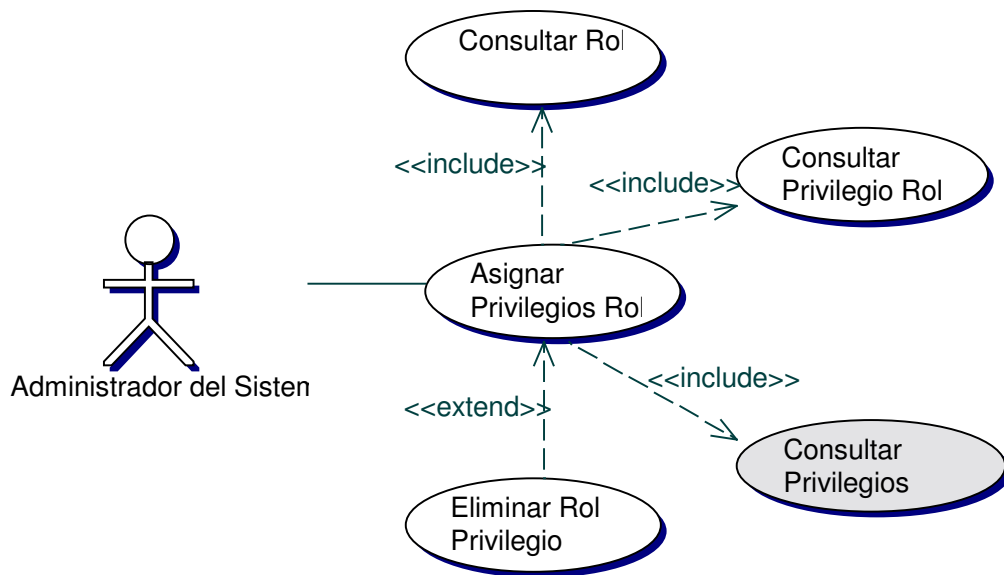 Consultar Rol
<<include>>
<<include>>
Consultar
Privilegio Rol
Asignar
Privilegios Rol
Administrador del Sistem
<<include>>
<<extend>>
Consultar
Privilegios
Eliminar Rol
Privilegio